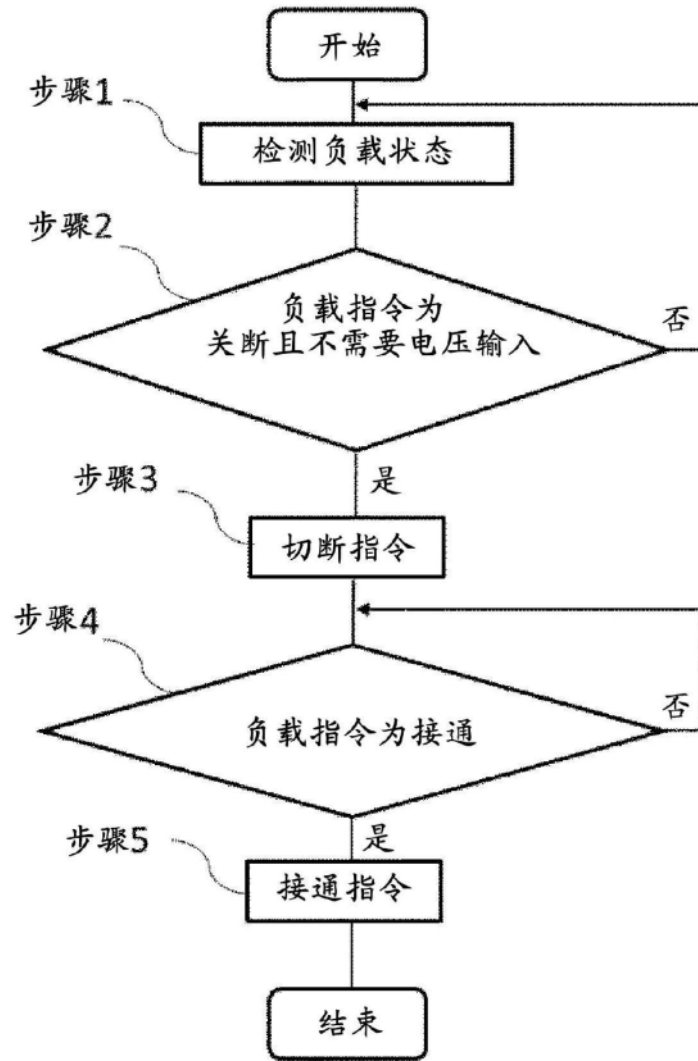 开始
步骤1
检测负载状态
步骤2
负载指令为
关断且不需要电压输入
否
是
步骤3
切断指令
步骤4
负载指令为接通
否
是
步骤5
接通指令
结束